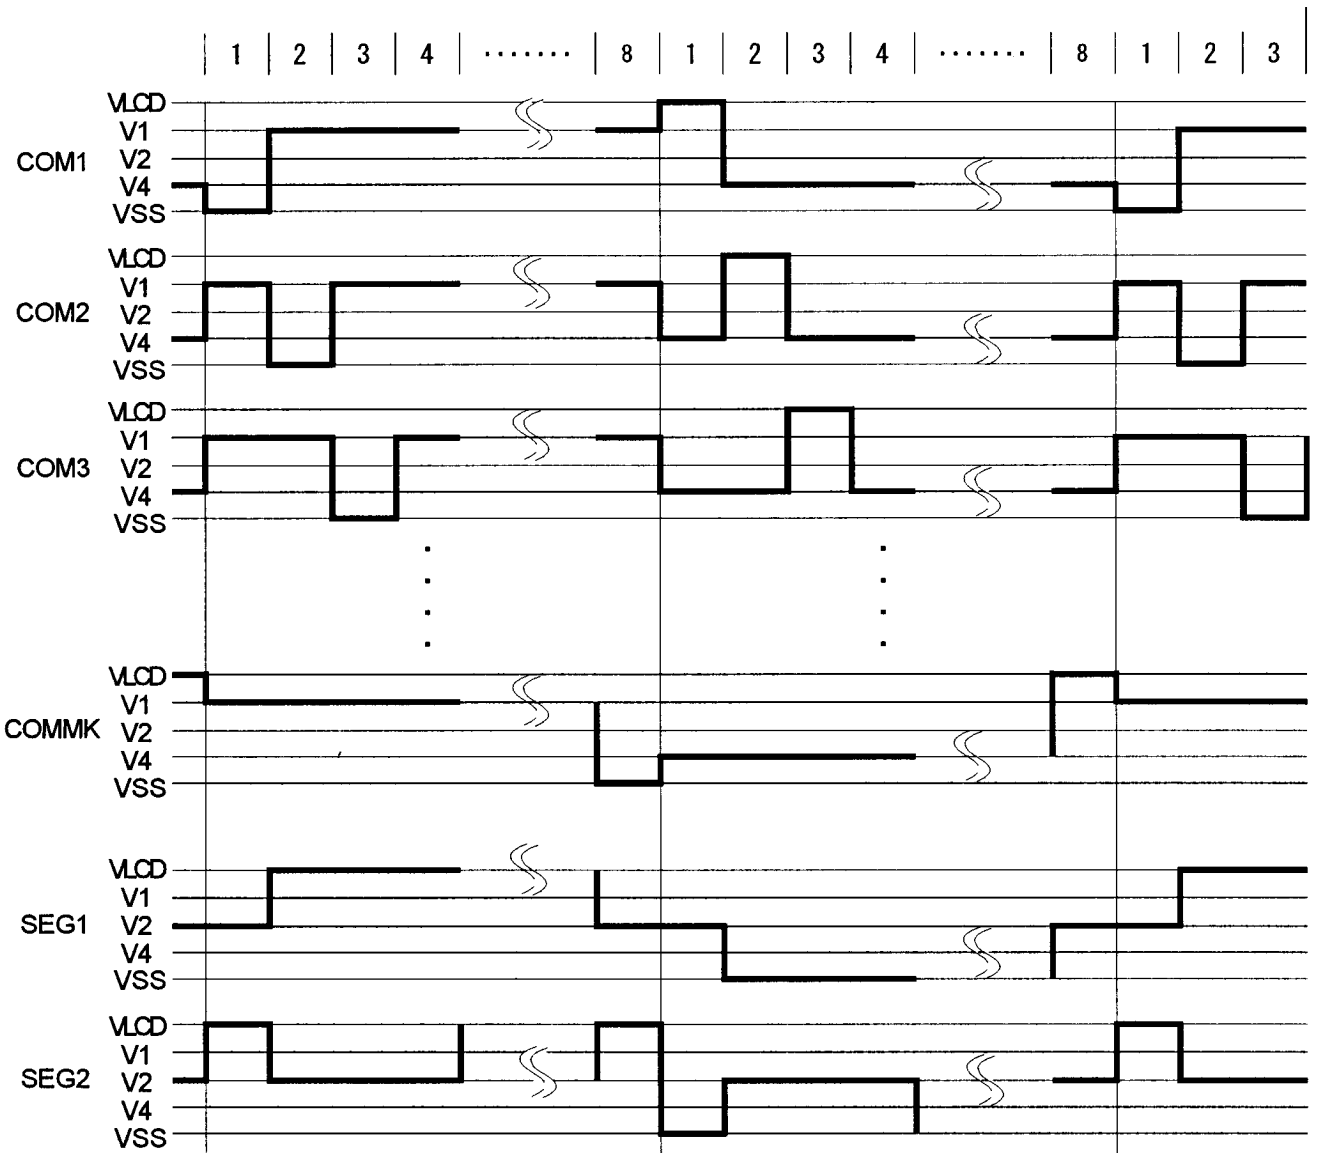 1 2 3 4 ······· 8 1 2 3 4 ······· 8 1 2 3
VLCD
V1
COM1 V2
V4
VSS
VLCD
V1
COM2 V2
V4
VSS
VLCD
V1
COM3 V2
V4
VSS
VLCD
V1
COMMK V2
V4
VSS
VLCD
V1
SEG1 V2
V4
VSS
VLCD
V1
SEG2 V2
V4
VSS